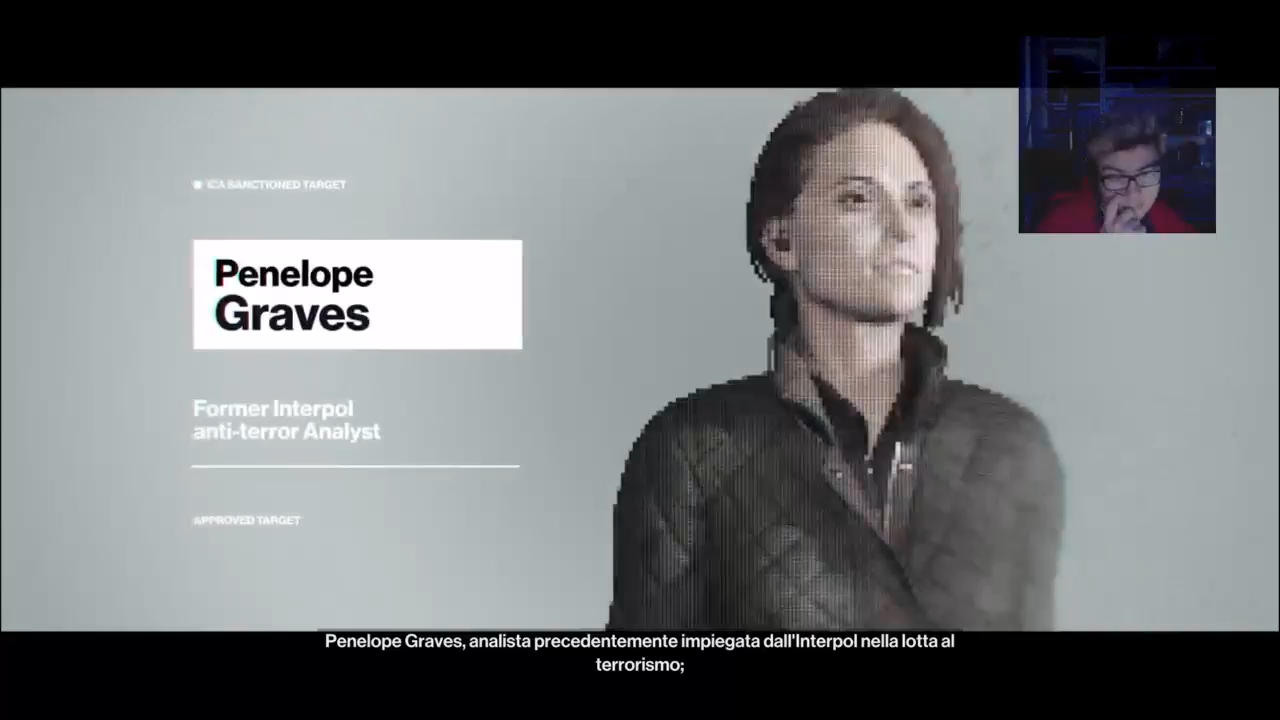 ICA SANCTIONED TARGET
Penelope
Graves
Former Interpol
anti-terror Analyst
APPROVED TARGET
Penelope Graves, analista precedentemente impiegata dall'Interpol nella lotta al
terrorismo;